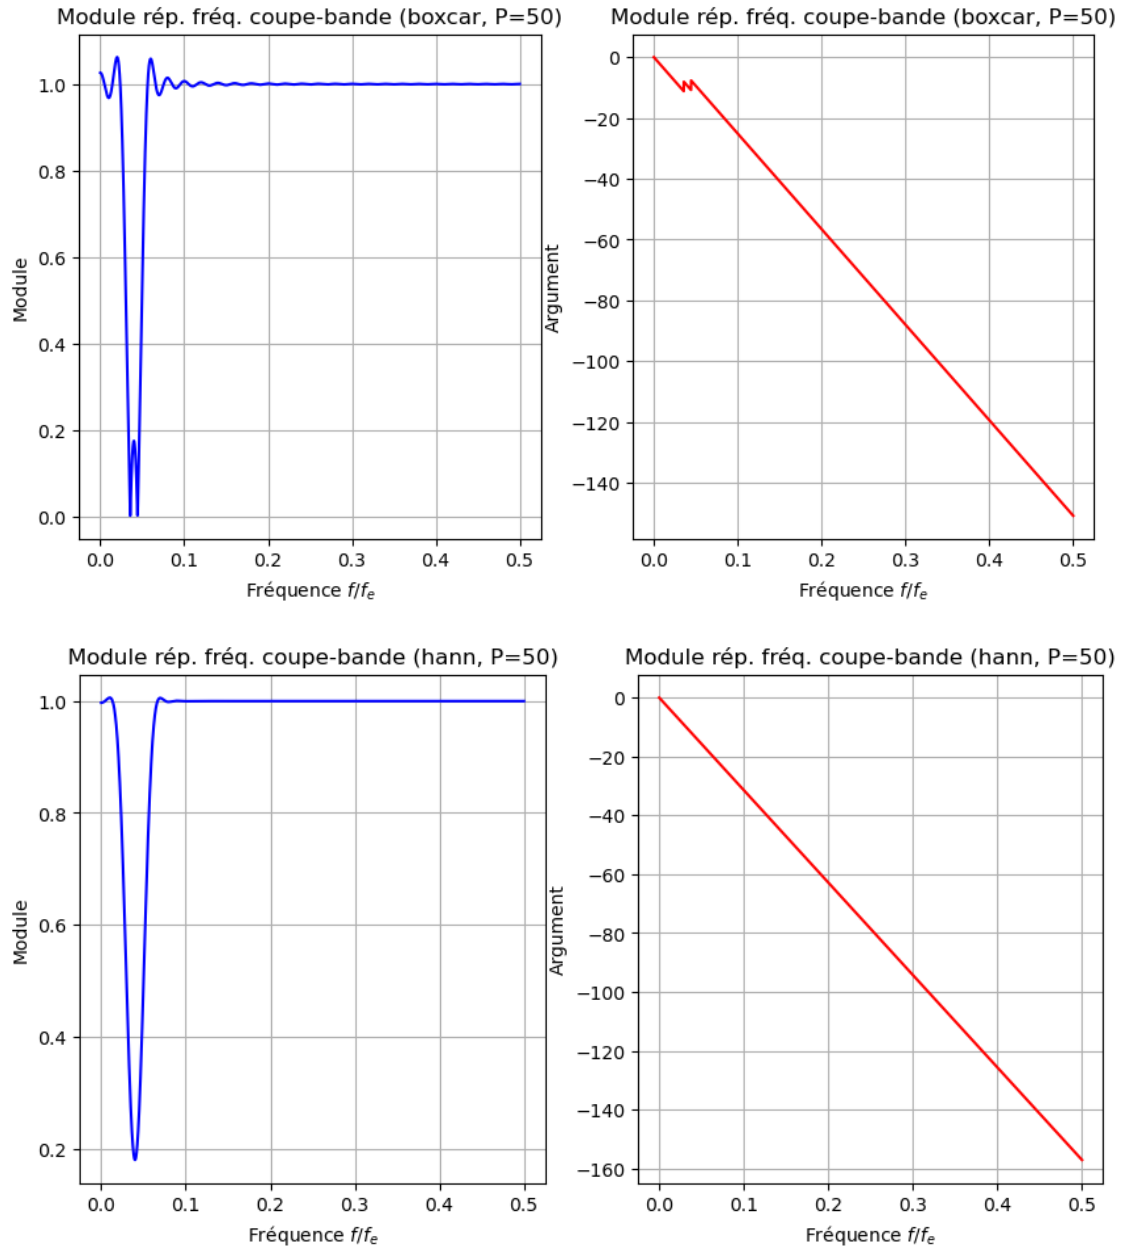 Module rép. fréq. coupe-bande (boxcar, P=50)
Module
1.0
0.8
0.6
0.4
0.2
0.0
0.0 0.1 0.2 0.3 0.4 0.5
Fréquence f/fₑ
Module rép. fréq. coupe-bande (boxcar, P=50)
Argument
0
−20
−40
−60
−80
−100
−120
−140
0.0 0.1 0.2 0.3 0.4 0.5
Fréquence f/fₑ
Module rép. fréq. coupe-bande (hann, P=50)
Module
1.0
0.8
0.6
0.4
0.2
0.0 0.1 0.2 0.3 0.4 0.5
Fréquence f/fₑ
Module rép. fréq. coupe-bande (hann, P=50)
Argument
0
−20
−40
−60
−80
−100
−120
−140
−160
0.0 0.1 0.2 0.3 0.4 0.5
Fréquence f/fₑ